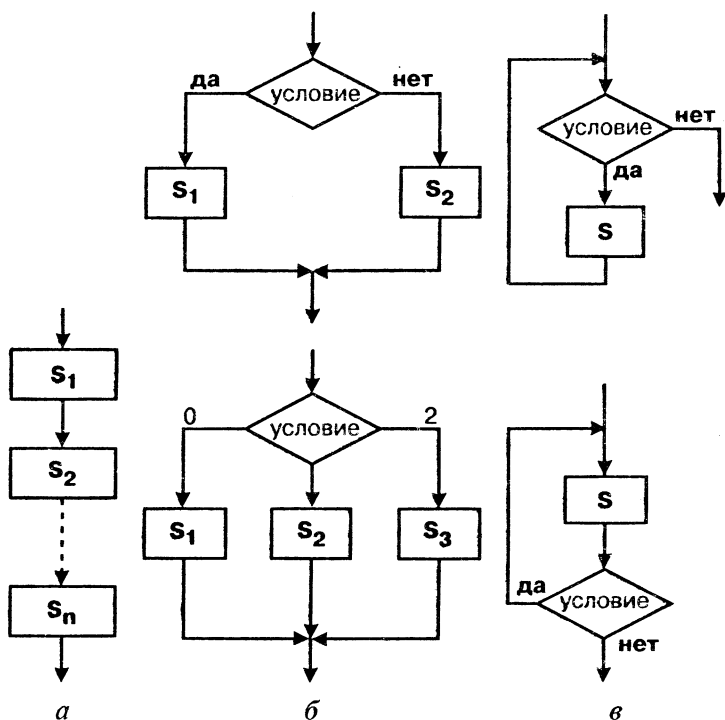 да
условие
нет
S1
S2
условие
нет
да
S
S1
S2
Sn
0
условие
2
S1
S2
S3
S
да
условие
нет
а
б
в